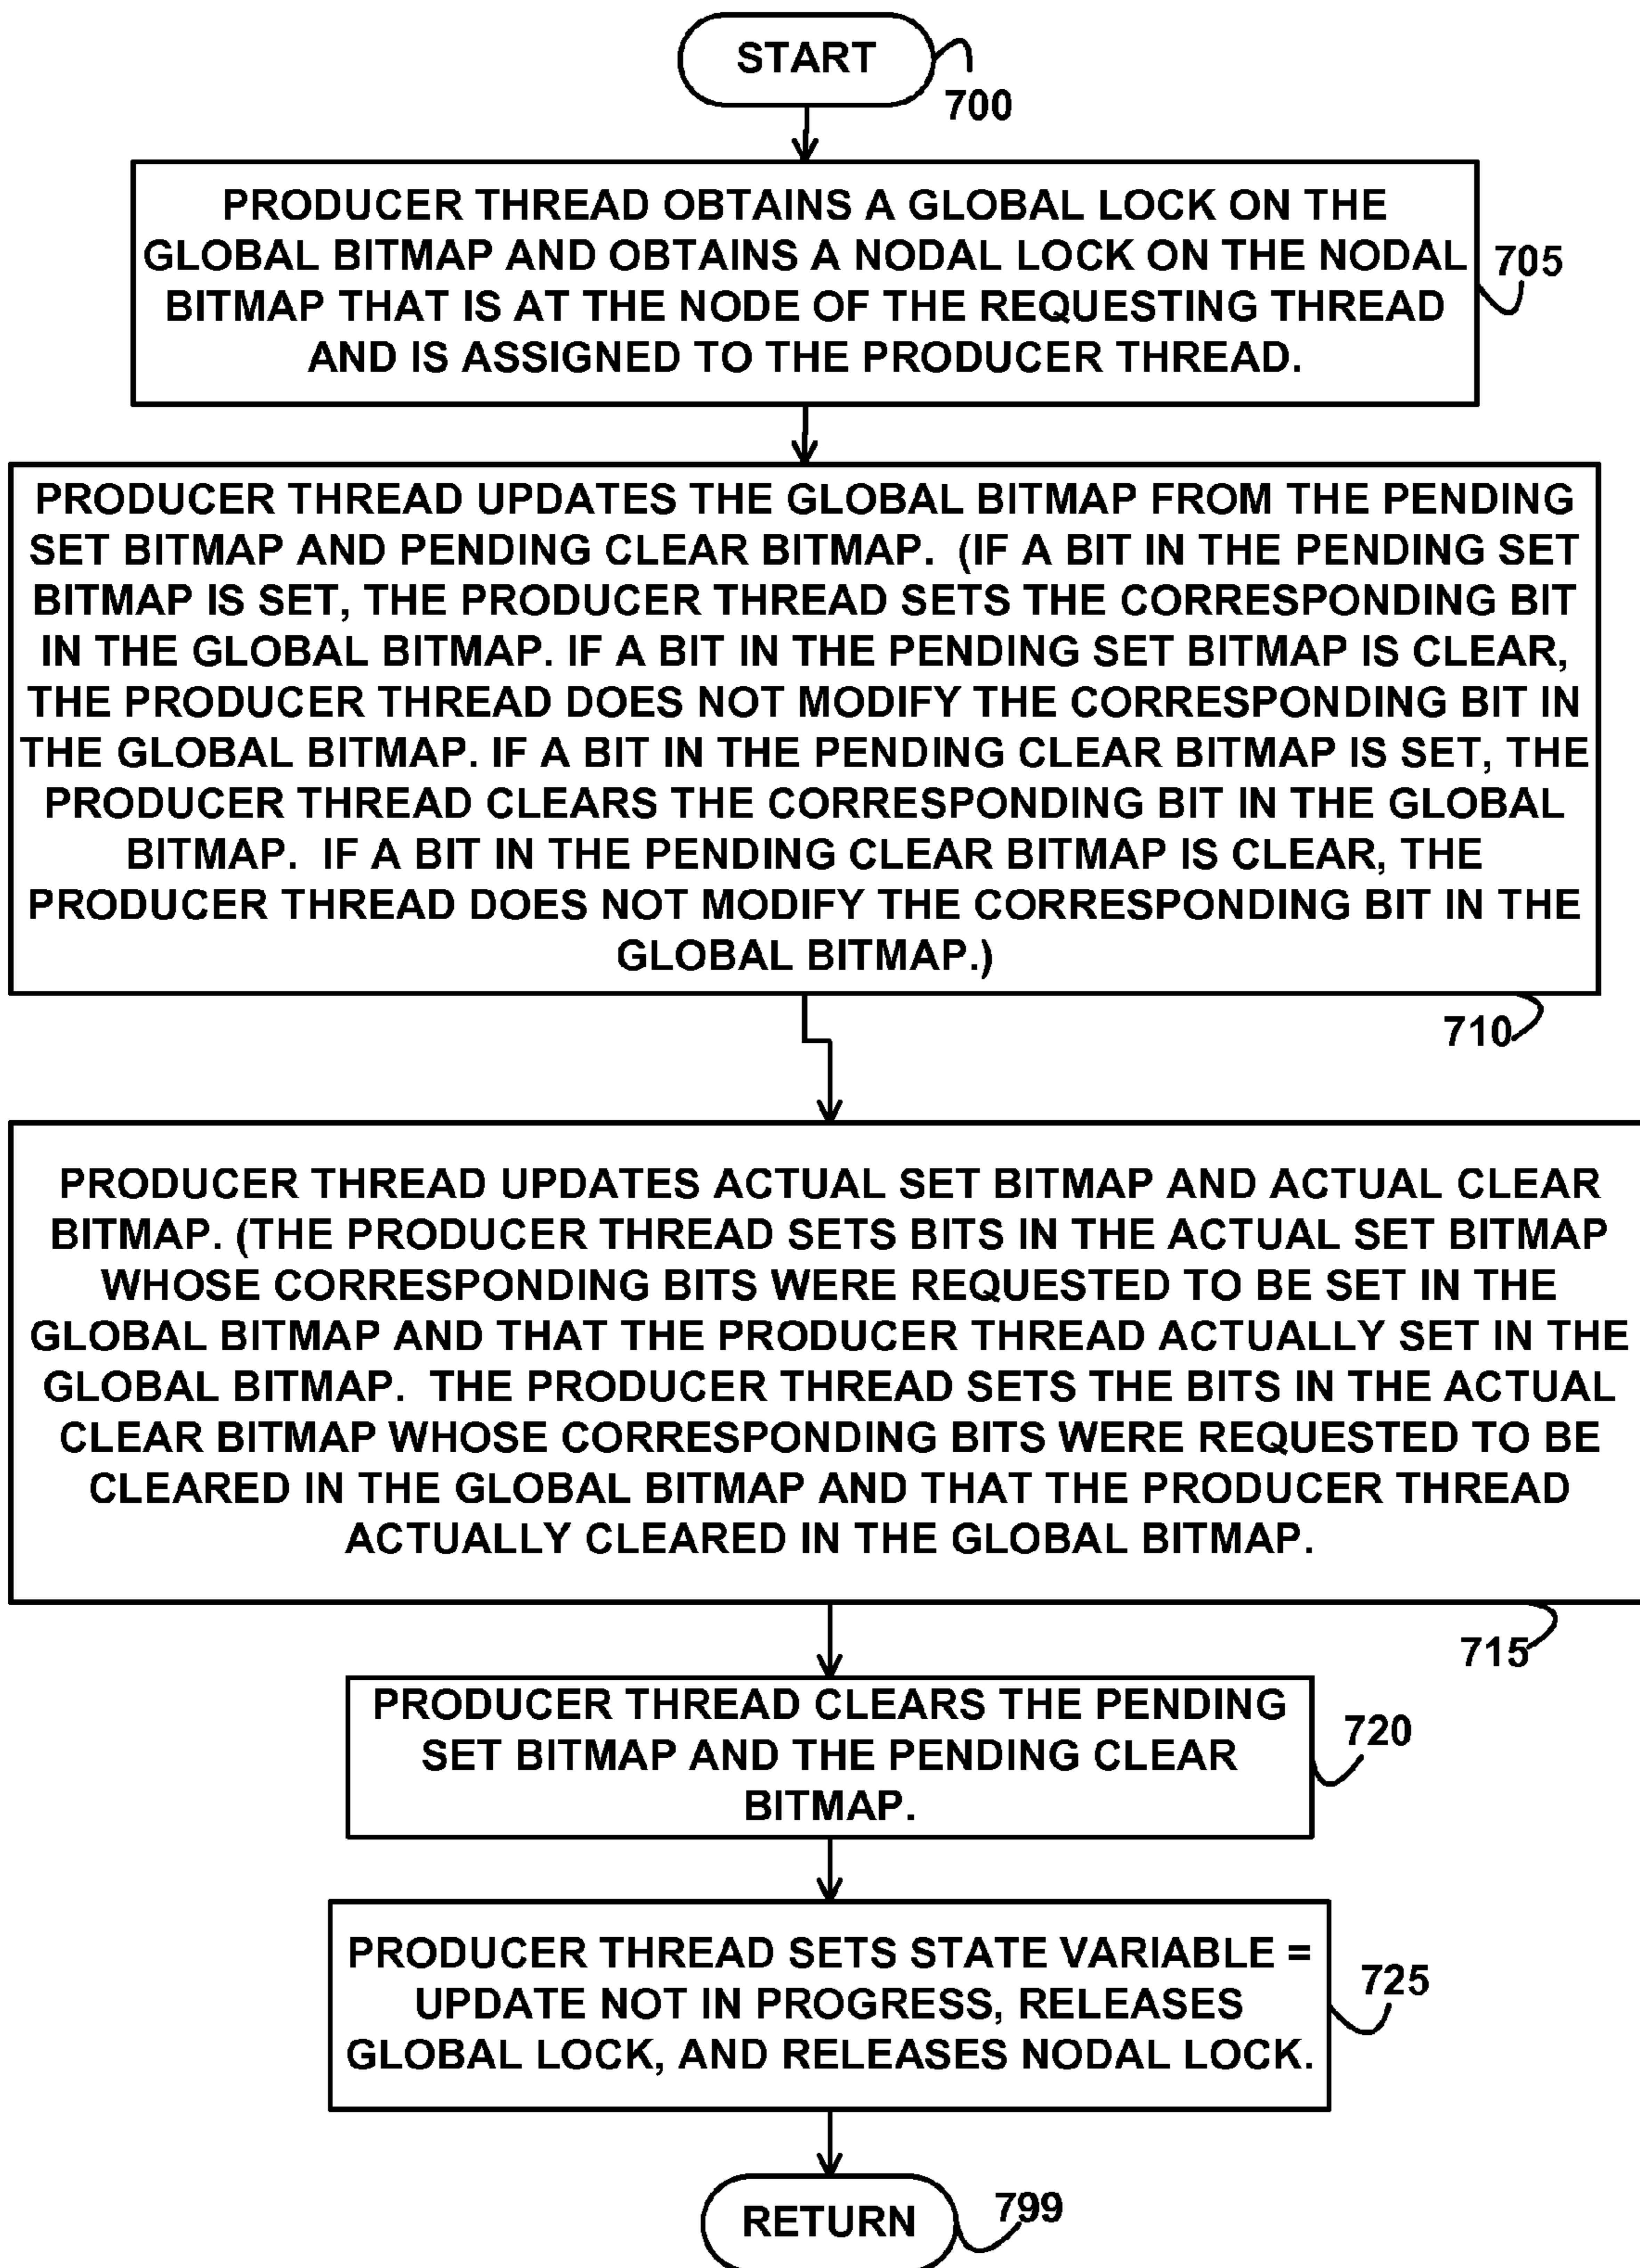 START
700
PRODUCER THREAD OBTAINS A GLOBAL LOCK ON THE
GLOBAL BITMAP AND OBTAINS A NODAL LOCK ON THE NODAL
BITMAP THAT IS AT THE NODE OF THE REQUESTING THREAD
AND IS ASSIGNED TO THE PRODUCER THREAD.
705
PRODUCER THREAD UPDATES THE GLOBAL BITMAP FROM THE PENDING
SET BITMAP AND PENDING CLEAR BITMAP. (IF A BIT IN THE PENDING SET
BITMAP IS SET, THE PRODUCER THREAD SETS THE CORRESPONDING BIT
IN THE GLOBAL BITMAP. IF A BIT IN THE PENDING SET BITMAP IS CLEAR,
THE PRODUCER THREAD DOES NOT MODIFY THE CORRESPONDING BIT IN
THE GLOBAL BITMAP. IF A BIT IN THE PENDING CLEAR BITMAP IS SET, THE
PRODUCER THREAD CLEARS THE CORRESPONDING BIT IN THE GLOBAL
BITMAP. IF A BIT IN THE PENDING CLEAR BITMAP IS CLEAR, THE
PRODUCER THREAD DOES NOT MODIFY THE CORRESPONDING BIT IN THE
GLOBAL BITMAP.)
710
PRODUCER THREAD UPDATES ACTUAL SET BITMAP AND ACTUAL CLEAR
BITMAP. (THE PRODUCER THREAD SETS BITS IN THE ACTUAL SET BITMAP
WHOSE CORRESPONDING BITS WERE REQUESTED TO BE SET IN THE
GLOBAL BITMAP AND THAT THE PRODUCER THREAD ACTUALLY SET IN THE
GLOBAL BITMAP. THE PRODUCER THREAD SETS THE BITS IN THE ACTUAL
CLEAR BITMAP WHOSE CORRESPONDING BITS WERE REQUESTED TO BE
CLEARED IN THE GLOBAL BITMAP AND THAT THE PRODUCER THREAD
ACTUALLY CLEARED IN THE GLOBAL BITMAP.
715
PRODUCER THREAD CLEARS THE PENDING
SET BITMAP AND THE PENDING CLEAR
BITMAP.
720
PRODUCER THREAD SETS STATE VARIABLE =
UPDATE NOT IN PROGRESS, RELEASES
GLOBAL LOCK, AND RELEASES NODAL LOCK.
725
RETURN
799